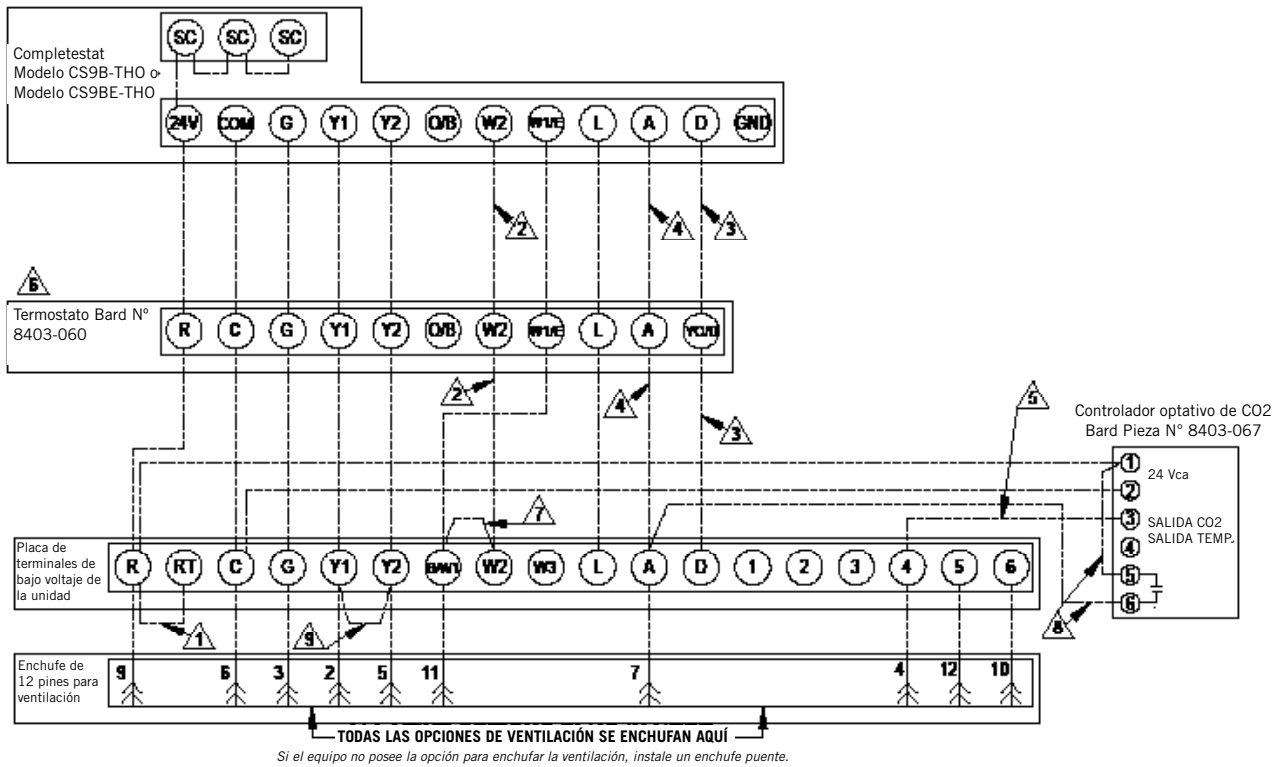 SC SC SC
Completestat
Modelo CS9B-THO o
Modelo CS9BE-THO
24V COM G Y1 Y2 O/B W2 W1/E L A D GND
2 4 3
6
Termostato Bard N°
8403-060
R C G Y1 Y2 O/B W2 W1/E L A YO/D
2 4 3 5
Controlador optativo de CO2
Bard Pieza N° 8403-067
1 24 Vca
2
3 SALIDA CO2
4 SALIDA TEMP.
5
6
7
8
Placa de
terminales de
bajo voltaje de
la unidad
R RT C G Y1 Y2 B/W1 W2 W3 L A D 1 2 3 4 5 6
1 9
Enchufe de
12 pines para
ventilación
9 6 3 2 5 11 7 4 12 10
TODAS LAS OPCIONES DE VENTILACIÓN SE ENCHUFAN AQUÍ
Si el equipo no posee la opción para enchufar la ventilación, instale un enchufe puente.